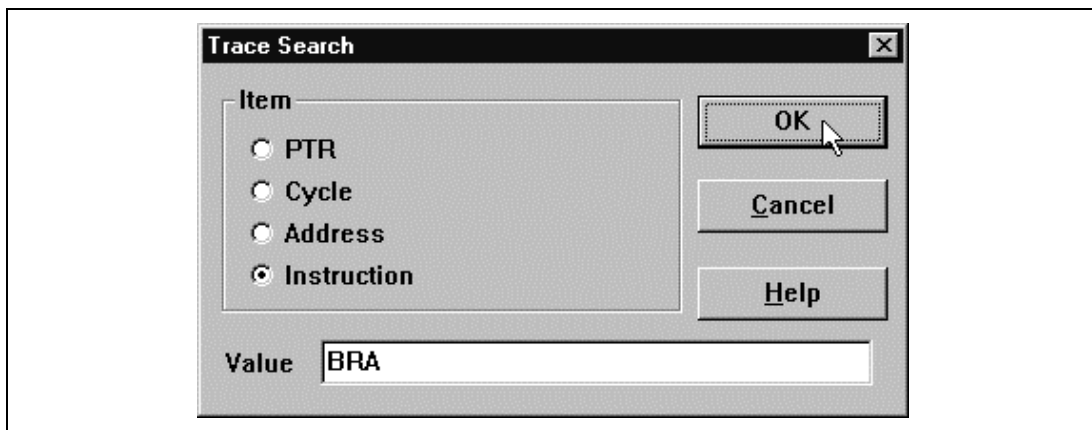 Trace Search
Item
PTR
Cycle
Address
Instruction
OK
Cancel
Help
Value BRA